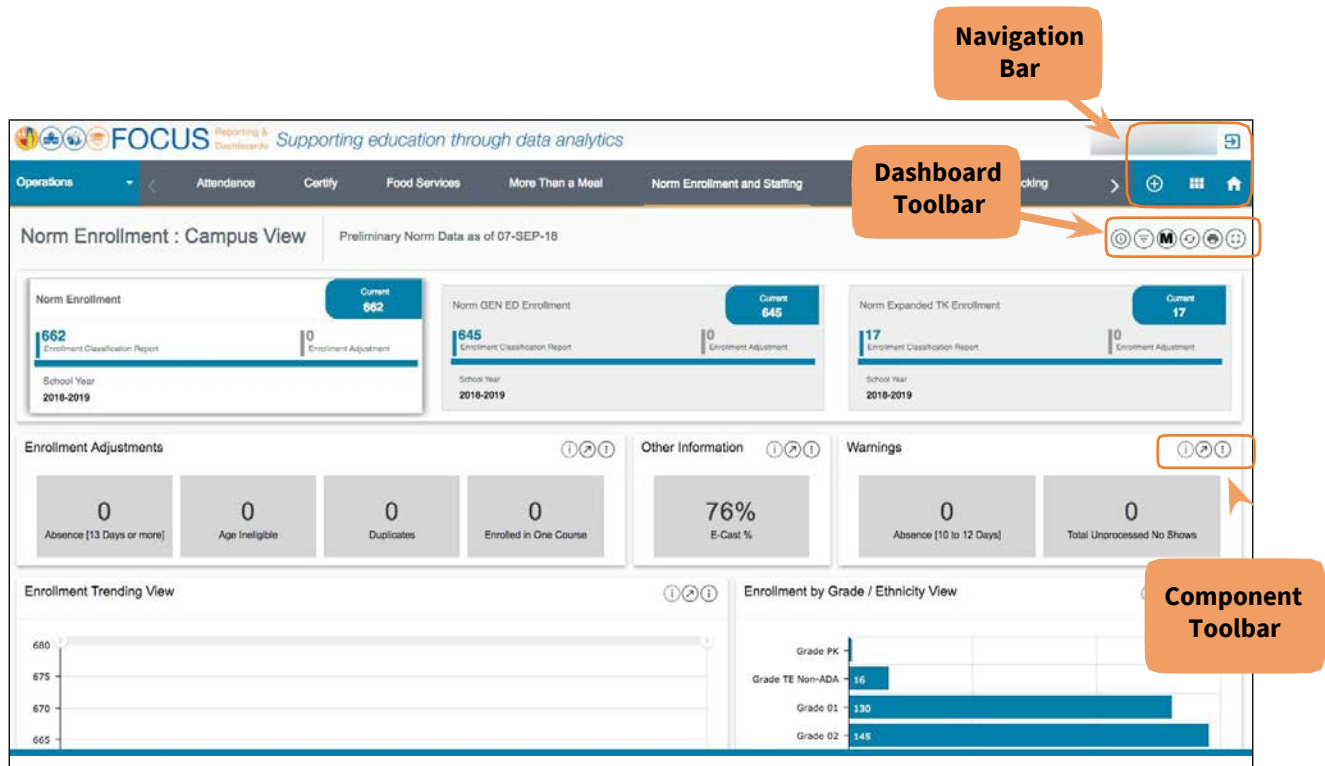 Navigation
Bar
FOCUS Reporting & Dashboards Supporting education through data analytics
Operations Attendance Certify Food Services More Than a Meal Norm Enrollment and Staffing cking
Dashboard
Toolbar
Norm Enrollment : Campus View Preliminary Norm Data as of 07-SEP-18
M
Norm Enrollment Current 662
662 Enrollment Classification Report 0 Enrollment Adjustment
School Year
2018-2019
Norm GEN ED Enrollment Current 645
645 Enrollment Classification Report 0 Enrollment Adjustment
School Year
2018-2019
Norm Expanded TK Enrollment Current 17
17 Enrollment Classification Report 0 Enrollment Adjustment
School Year
2018-2019
Enrollment Adjustments
0 0 0 0
Absence [13 Days or more] Age Ineligible Duplicates Enrolled in One Course
Other Information
76%
E-Cast %
Warnings
0 0
Absence [10 to 12 Days] Total Unprocessed No Shows
Component
Toolbar
Enrollment Trending View
680
675
670
665
Enrollment by Grade / Ethnicity View
Grade PK
Grade TE Non-ADA 16
Grade 01 130
Grade 02 145